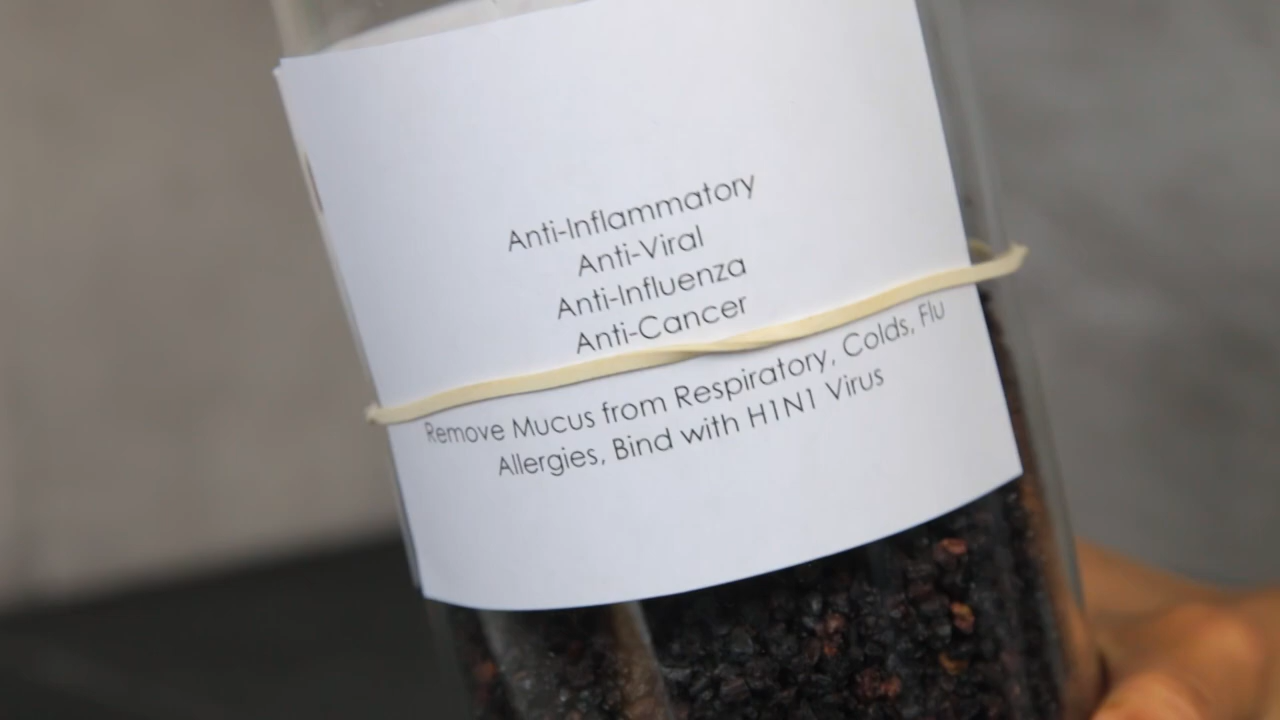 Anti-Inflammatory
Anti-Viral
Anti-Influenza
Anti-Cancer
Remove Mucus from Respiratory, Colds, Flu
Allergies, Bind with H1N1 Virus